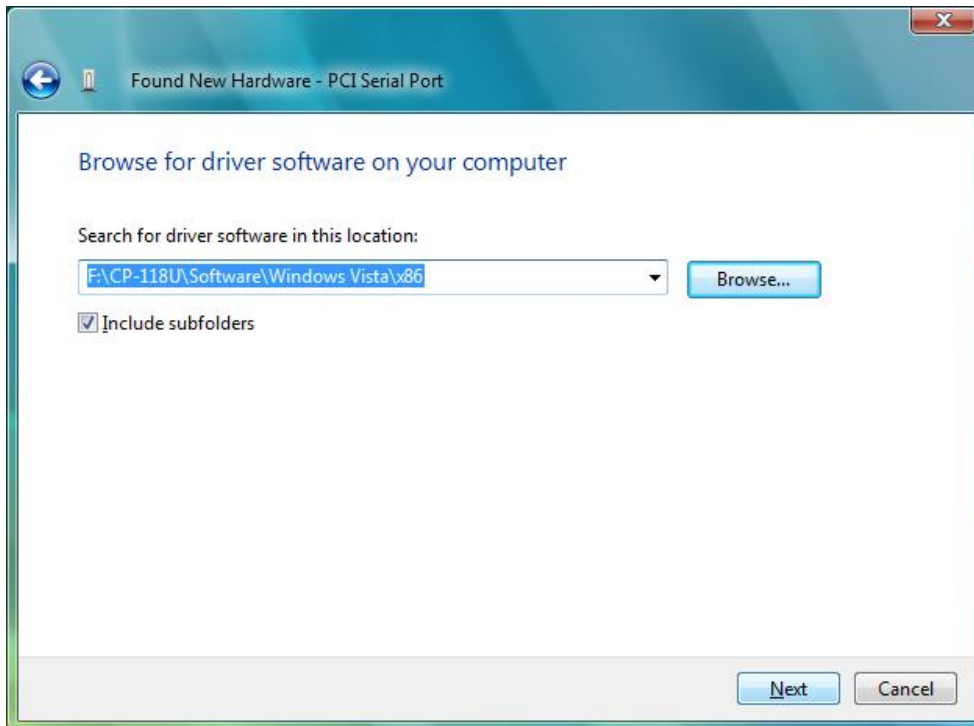 Found New Hardware - PCI Serial Port
Browse for driver software on your computer
Search for driver software in this location:
F:\CP-118U\Software\Windows Vista\x86
Browse...
Include subfolders
Next
Cancel